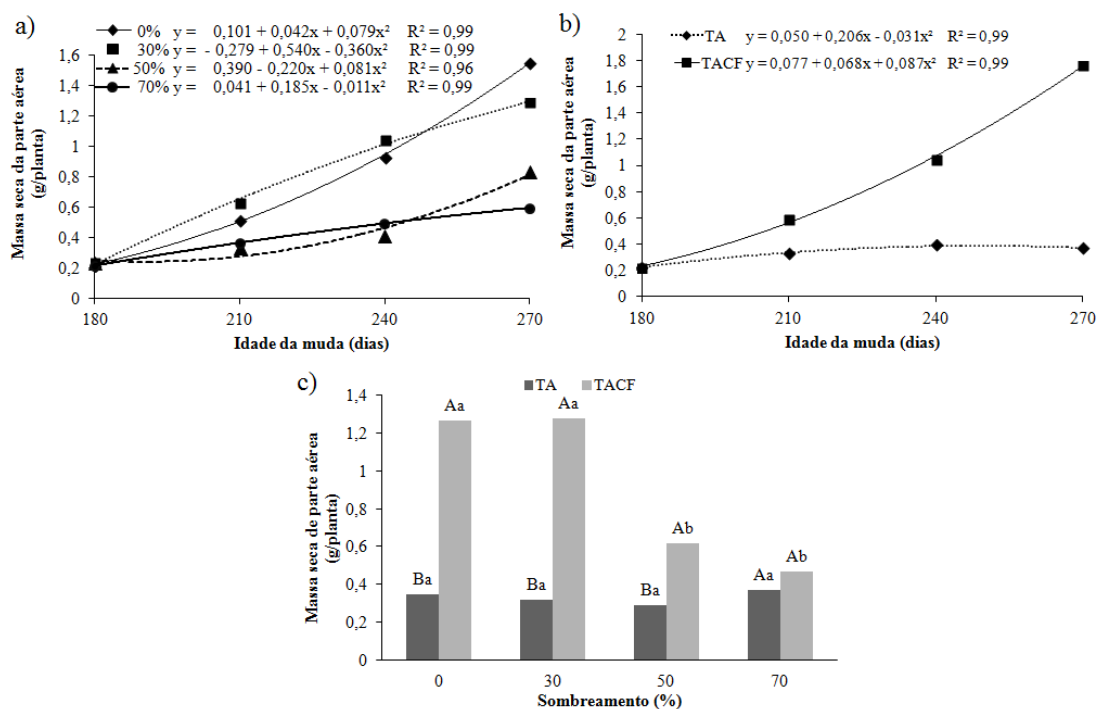 a)
0% y = 0,101 + 0,042x + 0,079x² R² = 0,99
30% y = - 0,279 + 0,540x - 0,360x² R² = 0,99
50% y = 0,390 - 0,220x + 0,081x² R² = 0,96
70% y = 0,041 + 0,185x - 0,011x² R² = 0,99
Massa seca da parte aérea
(g/planta)
1,6
1,4
1,2
1
0,8
0,6
0,4
0,2
0
180 210 240 270
Idade da muda (dias)
b)
TA y = 0,050 + 0,206x - 0,031x² R² = 0,99
TACF y = 0,077 + 0,068x + 0,087x² R² = 0,99
Massa seca da parte aérea
(g/planta)
2
1,8
1,6
1,4
1,2
1
0,8
0,6
0,4
0,2
0
180 210 240 270
Idade da muda (dias)
c)
TA TACF
Massa seca de parte aérea
(g/planta)
1,4
1,2
1
0,8
0,6
0,4
0,2
0
Ba Aa Ba Aa Ba Ab Aa Ab
0 30 50 70
Sombreamento (%)